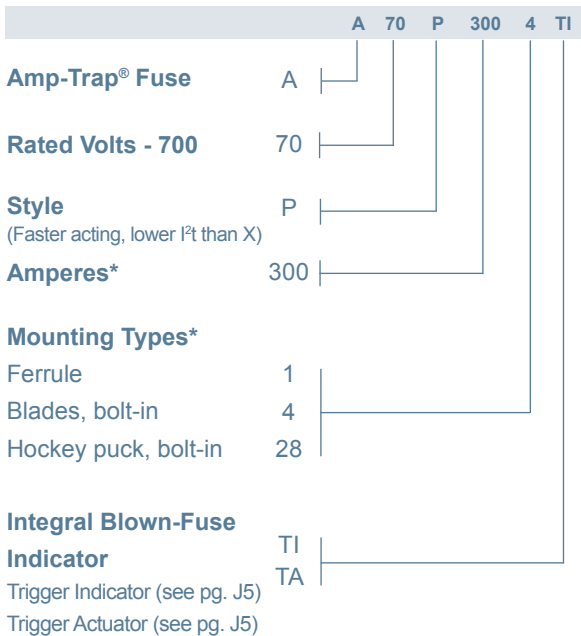 A 70 P 300 4 TI
Amp-Trap® Fuse A
Rated Volts - 700 70
Style P
(Faster acting, lower I²t than X)
Amperes* 300
Mounting Types*
Ferrule 1
Blades, bolt-in 4
Hockey puck, bolt-in 28
Integral Blown-Fuse
Indicator TI
TA
Trigger Indicator (see pg. J5)
Trigger Actuator (see pg. J5)